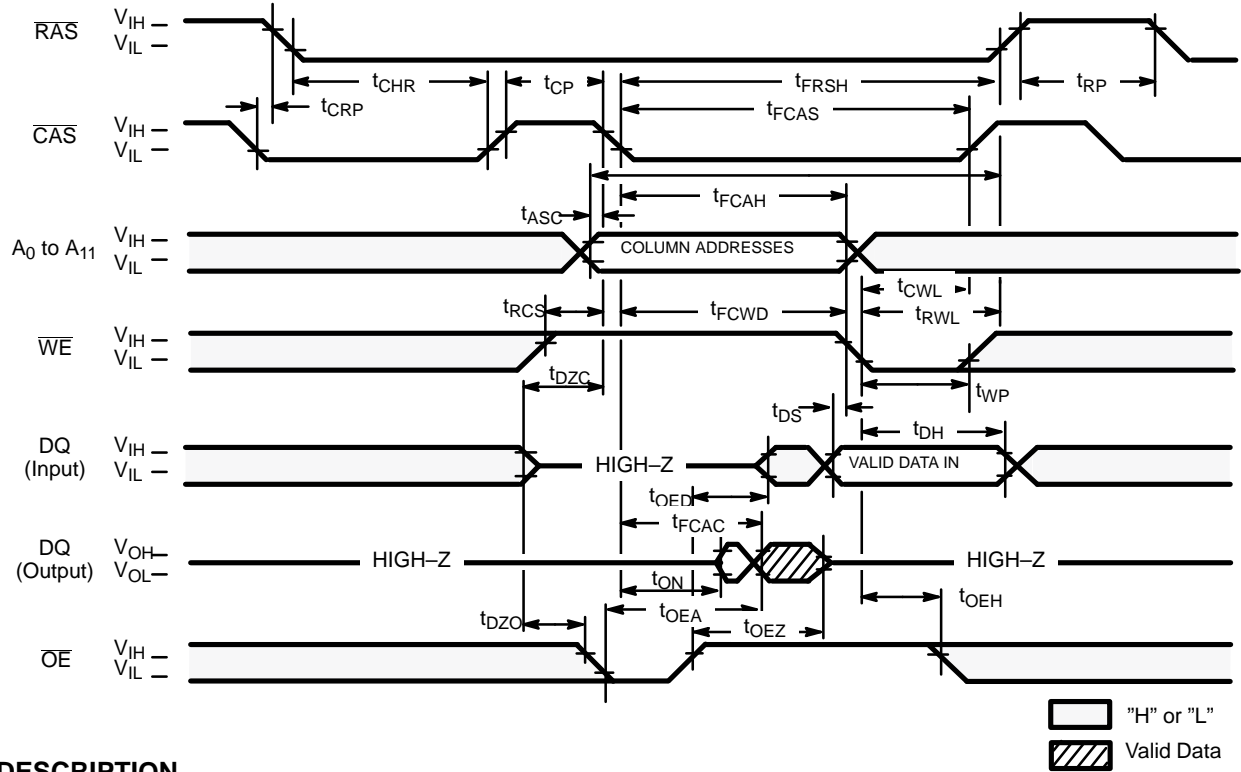 RAS VIH
VIL
tCHR tCP tFRSH tRP
tCRP tFCAS
CAS VIH
VIL
tFCAH
tASC
A0 to A11 VIH
VIL
COLUMN ADDRESSES
tCWL
tRCS tFCWD tRWL
WE VIH
VIL
tDZC tWP
tDS
tDH
DQ
(Input) VIH
VIL
HIGH–Z VALID DATA IN
tOED
tFCAC
DQ
(Output) VOH
VOL
HIGH–Z HIGH–Z
tON
tOEH
tOEA
tDZO tOEZ
OE VIH
VIL
"H" or "L"
Valid Data
DESCRIPTION